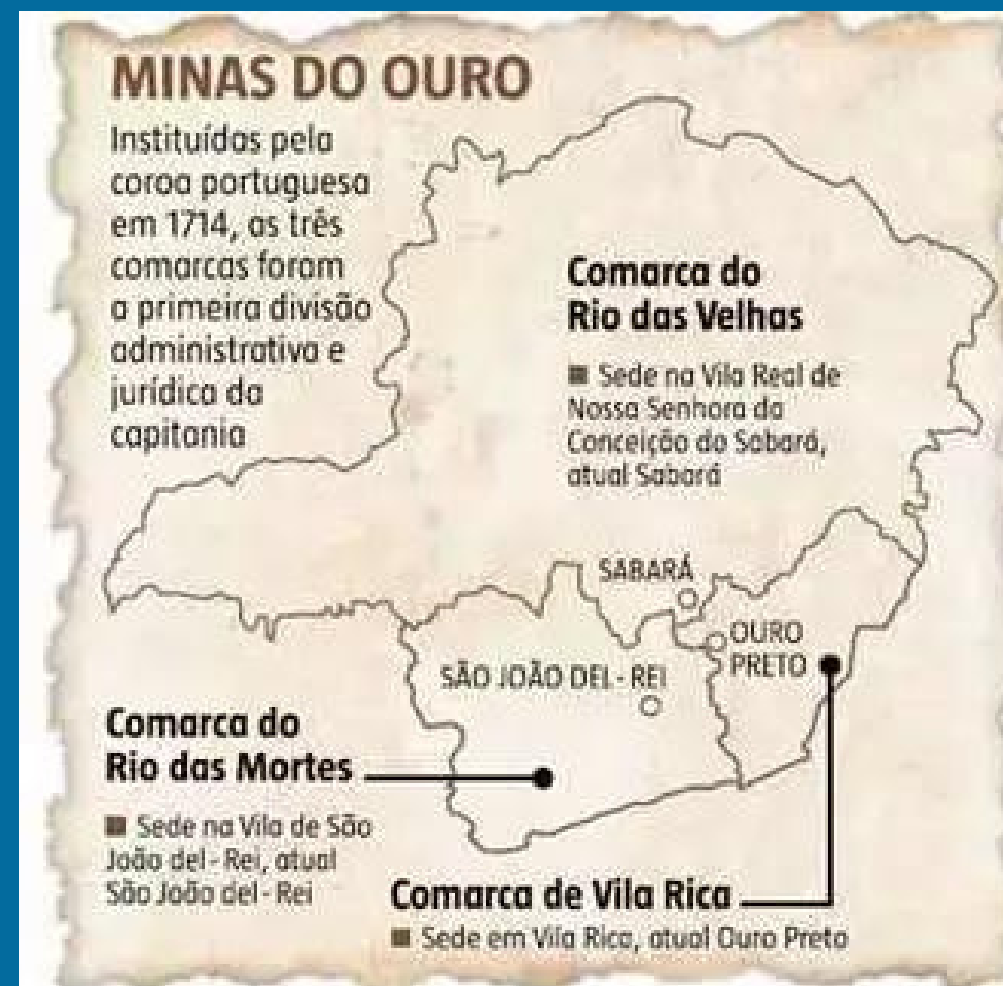 MINAS DO OURO
Instituídas pela
coroa portuguesa
em 1714, as três
comarcas foram
a primeira divisão
administrativa e
jurídica da
capitania
Comarca do
Rio das Velhas
■ Sede na Vila Real de
Nossa Senhora da
Conceição do Sabará,
atual Sabará
SABARÁ
OURO
PRETO
SÃO JOÃO DEL-REI
Comarca do
Rio das Mortes
■ Sede na Vila de São
João del-Rei, atual
São João del-Rei
Comarca de Vila Rica
■ Sede em Vila Rica, atual Ouro Preto